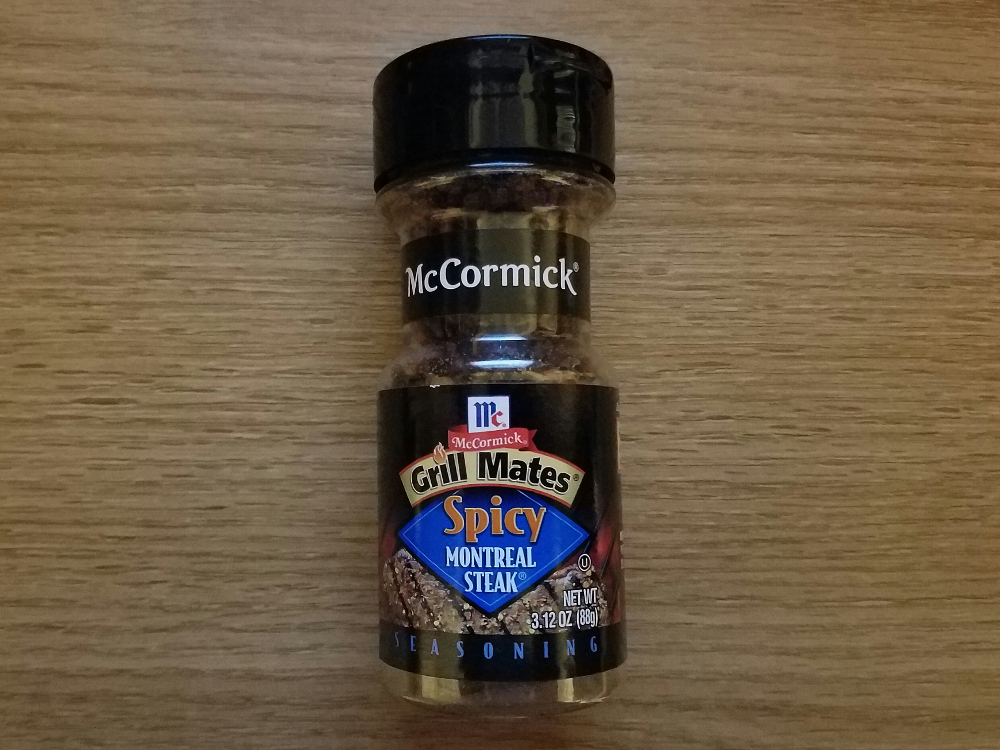 McCormick®
Mc®
McCormick®
Grill Mates®
Spicy
MONTREAL
STEAK®
U
NET WT
3.12 OZ (88g)
SEASONING